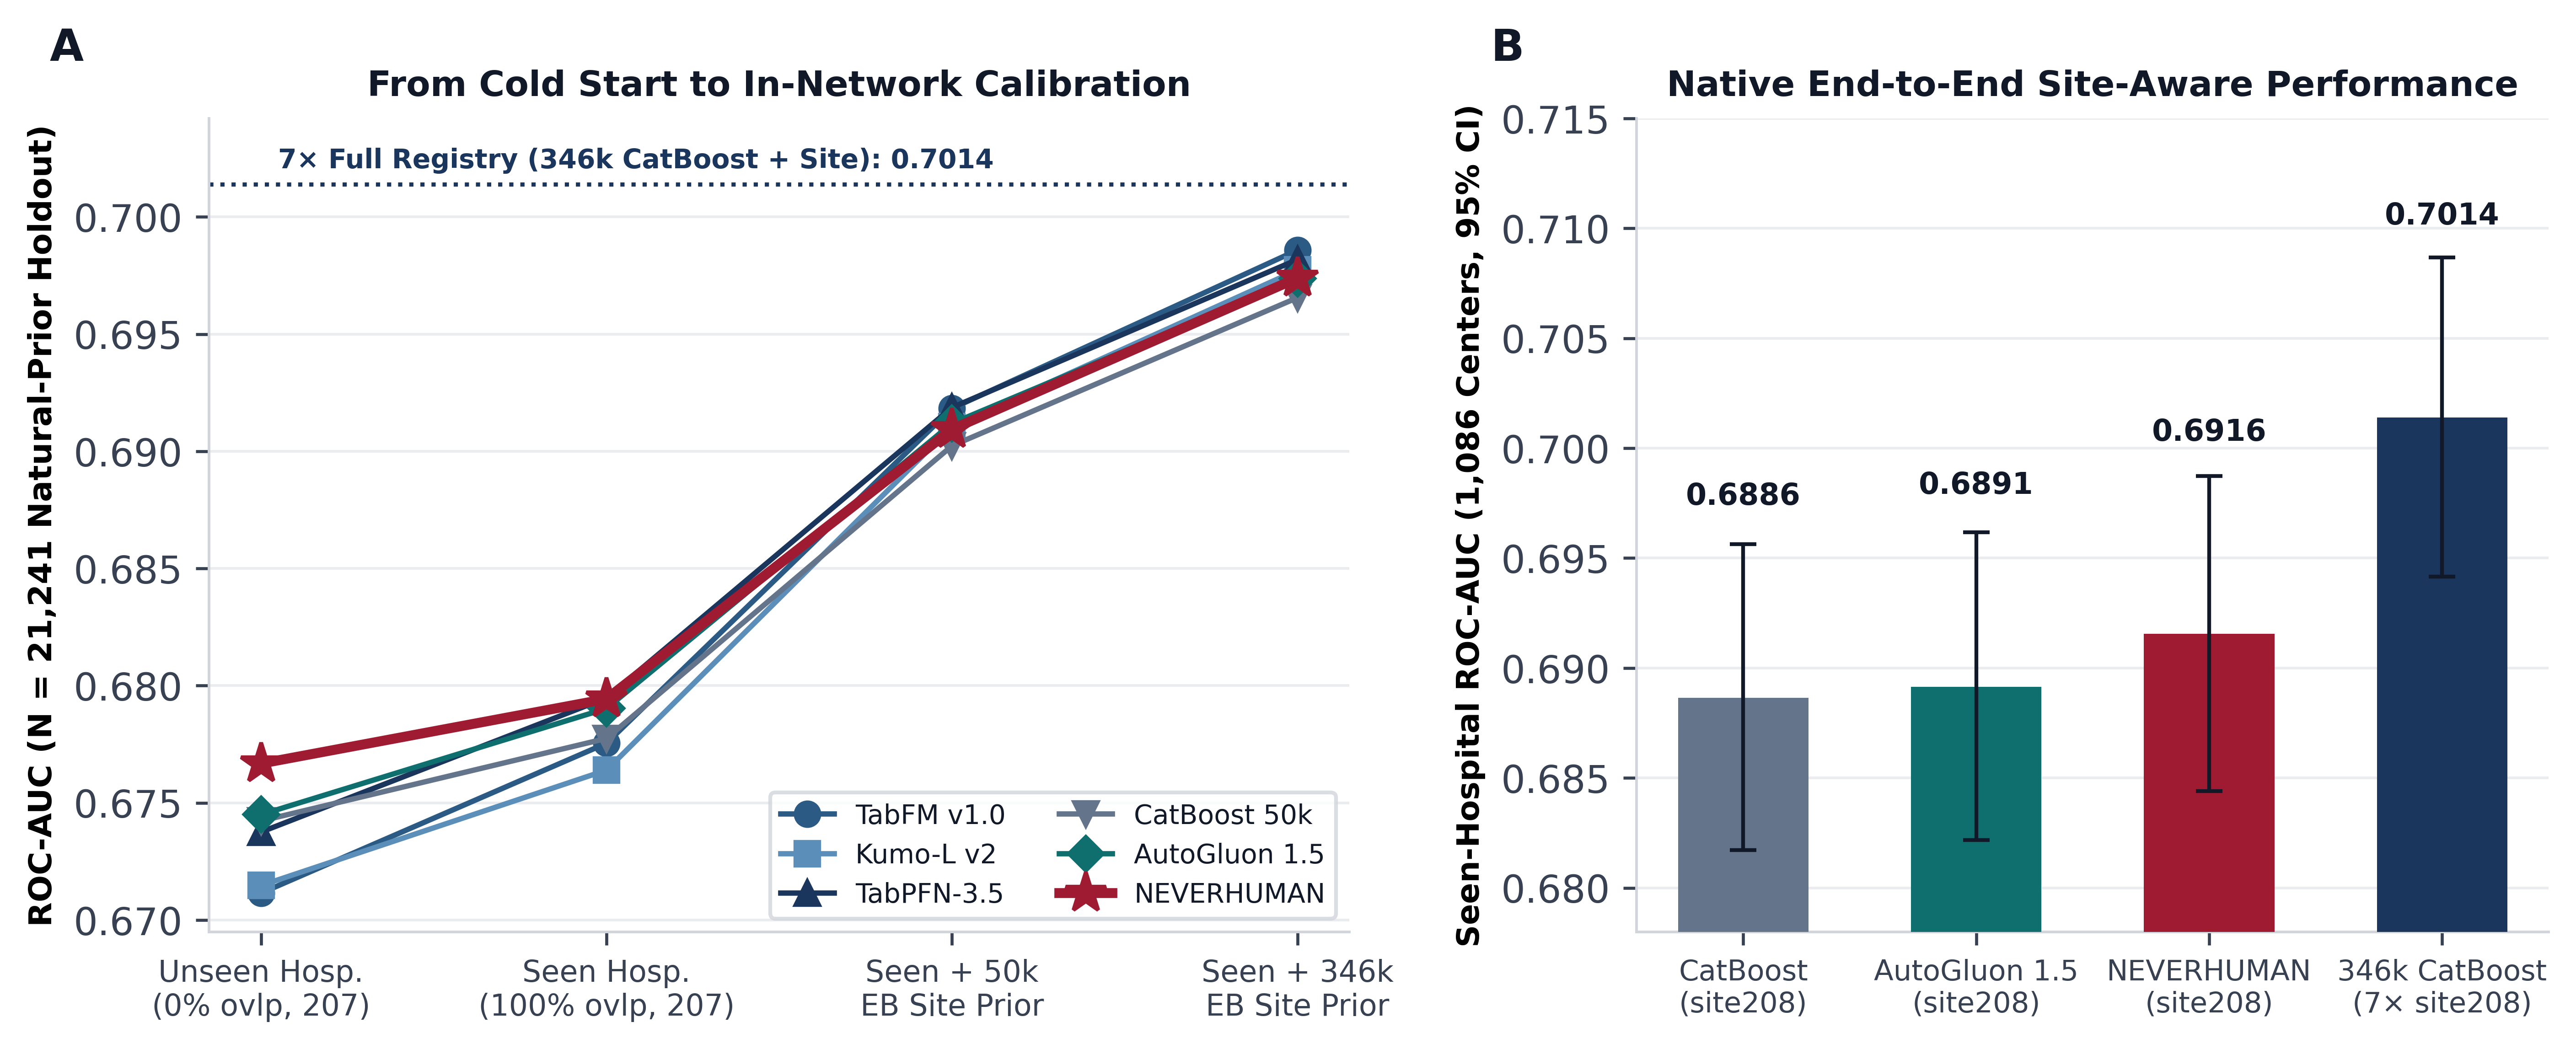 A
From Cold Start to In-Network Calibration
ROC-AUC (N = 21,241 Natural-Prior Holdout)
7× Full Registry (346k CatBoost + Site): 0.7014
0.700
0.695
0.690
0.685
0.680
0.675
0.670
TabFM v1.0
Kumo-L v2
TabPFN-3.5
CatBoost 50k
AutoGluon 1.5
NEVERHUMAN
Unseen Hosp.
(0% ovlp, 207)
Seen Hosp.
(100% ovlp, 207)
Seen + 50k
EB Site Prior
Seen + 346k
EB Site Prior
B
Native End-to-End Site-Aware Performance
Seen-Hospital ROC-AUC (1,086 Centers, 95% CI)
0.715
0.710
0.705
0.700
0.695
0.690
0.685
0.680
0.6886
0.6891
0.6916
0.7014
CatBoost
(site208)
AutoGluon 1.5
(site208)
NEVERHUMAN
(site208)
346k CatBoost
(7× site208)